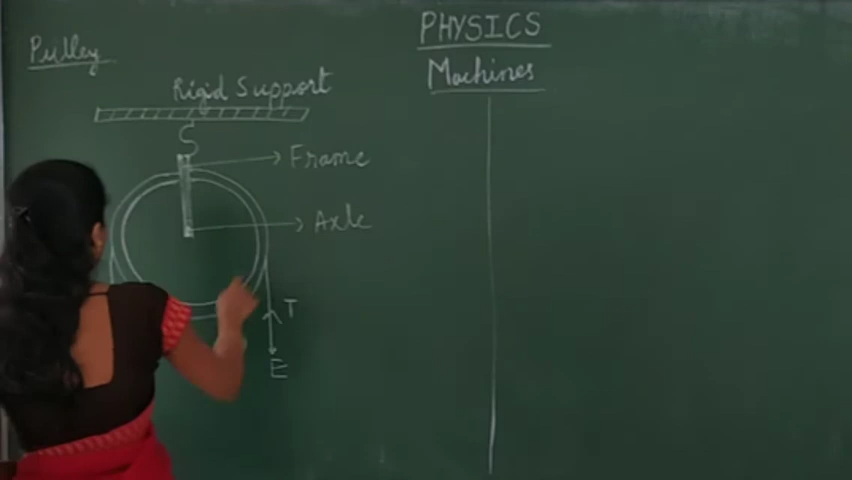 PHYSICS
Machines
Pulley
Rigid Support
Frame
Axle
T
E